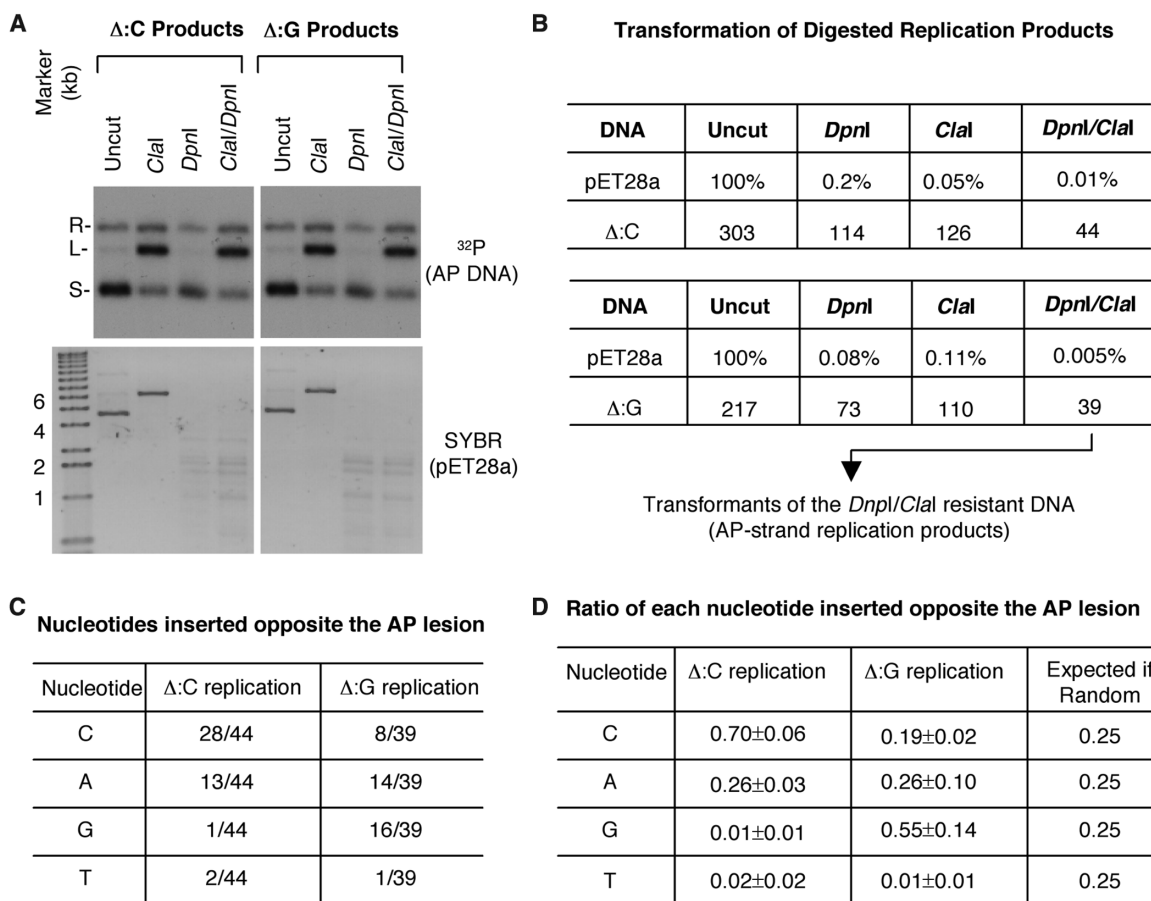 A
Δ:C Products
Δ:G Products
Marker
(kb)
Uncut
ClaI
DpnI
ClaI/DpnI
Uncut
ClaI
DpnI
ClaI/DpnI
R-
L-
S-
32P
(AP DNA)
6
4
2
1
SYBR
(pET28a)
B
Transformation of Digested Replication Products
DNA Uncut DpnI ClaI DpnI/ClaI
pET28a 100% 0.2% 0.05% 0.01%
Δ:C 303 114 126 44
DNA Uncut DpnI ClaI DpnI/ClaI
pET28a 100% 0.08% 0.11% 0.005%
Δ:G 217 73 110 39
Transformants of the DnpI/ClaI resistant DNA
(AP-strand replication products)
C
Nucleotides inserted opposite the AP lesion
Nucleotide Δ:C replication Δ:G replication
C 28/44 8/39
A 13/44 14/39
G 1/44 16/39
T 2/44 1/39
D
Ratio of each nucleotide inserted opposite the AP lesion
Nucleotide Δ:C replication Δ:G replication Expected if
Random
C 0.70±0.06 0.19±0.02 0.25
A 0.26±0.03 0.26±0.10 0.25
G 0.01±0.01 0.55±0.14 0.25
T 0.02±0.02 0.01±0.01 0.25